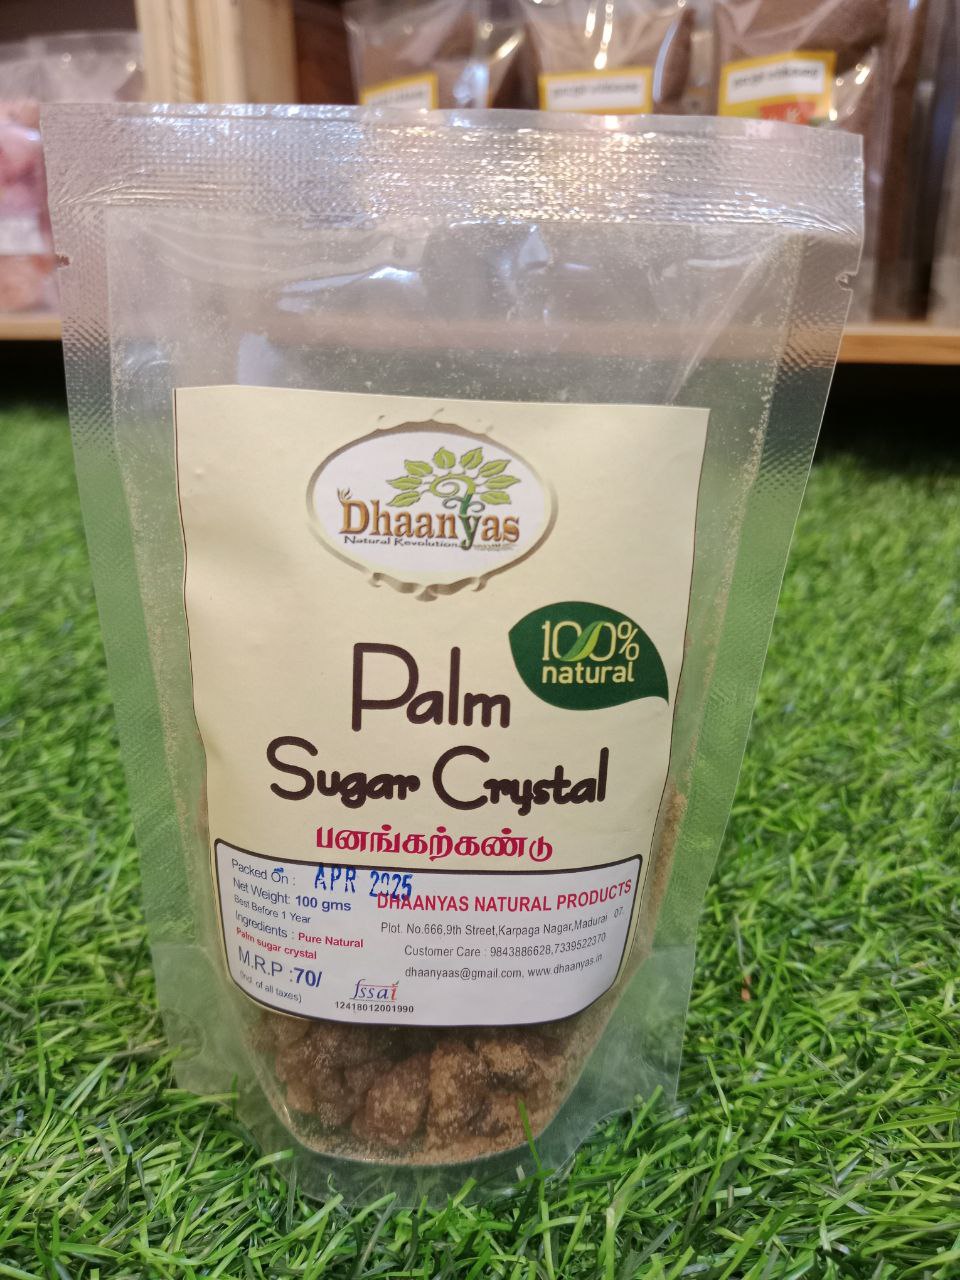 Dhaanyas
Natural Revolution
100%
natural
Palm
Sugar Crystal
பனங்கற்கண்டு
Packed On : APR 2025
Net Weight: 100 gms
Best Before 1 Year
Ingredients : Pure Natural
Palm sugar crystal
M.R.P :70/
(Incl. of all taxes)
fssai
12418012001990
DHAANYAS NATURAL PRODUCTS
Plot. No.666,9th Street,Karpaga Nagar,Madurai 07.
Customer Care : 9843886628,7339522370
dhaanyaas@gmail.com, www.dhaanyas.in